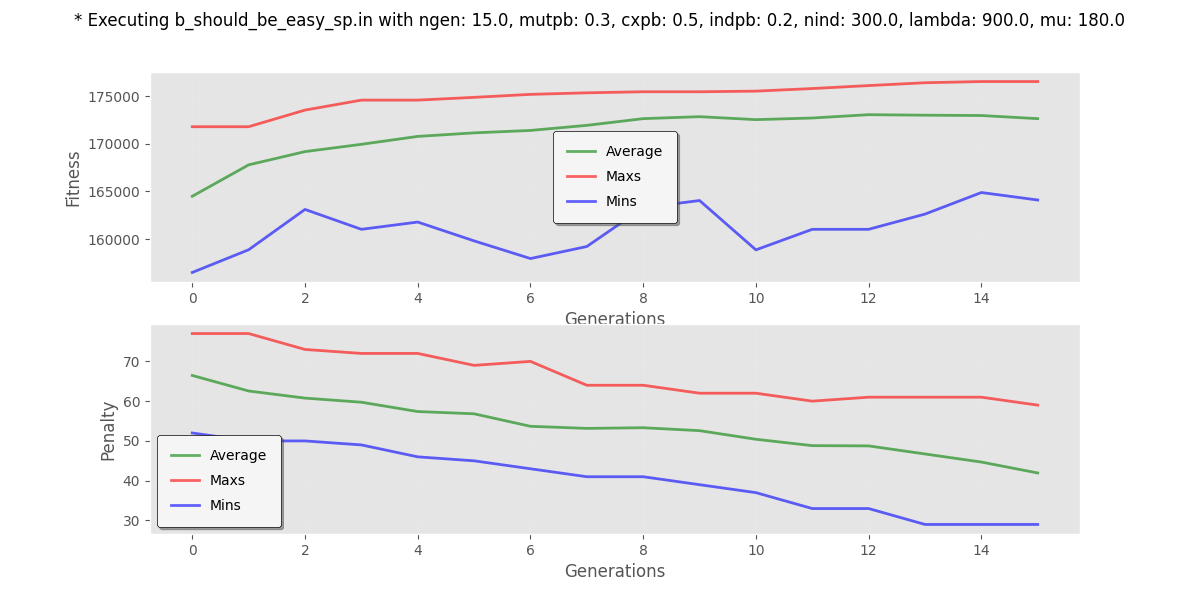 * Executing b_should_be_easy_sp.in with ngen: 15.0, mutpb: 0.3, cxpb: 0.5, indpb: 0.2, nind: 300.0, lambda: 900.0, mu: 180.0
175000
170000
165000
160000
Fitness
Average
Maxs
Mins
0 2 4 6 8 10 12 14
Generations
70
60
50
40
30
Penalty
Average
Maxs
Mins
0 2 4 6 8 10 12 14
Generations